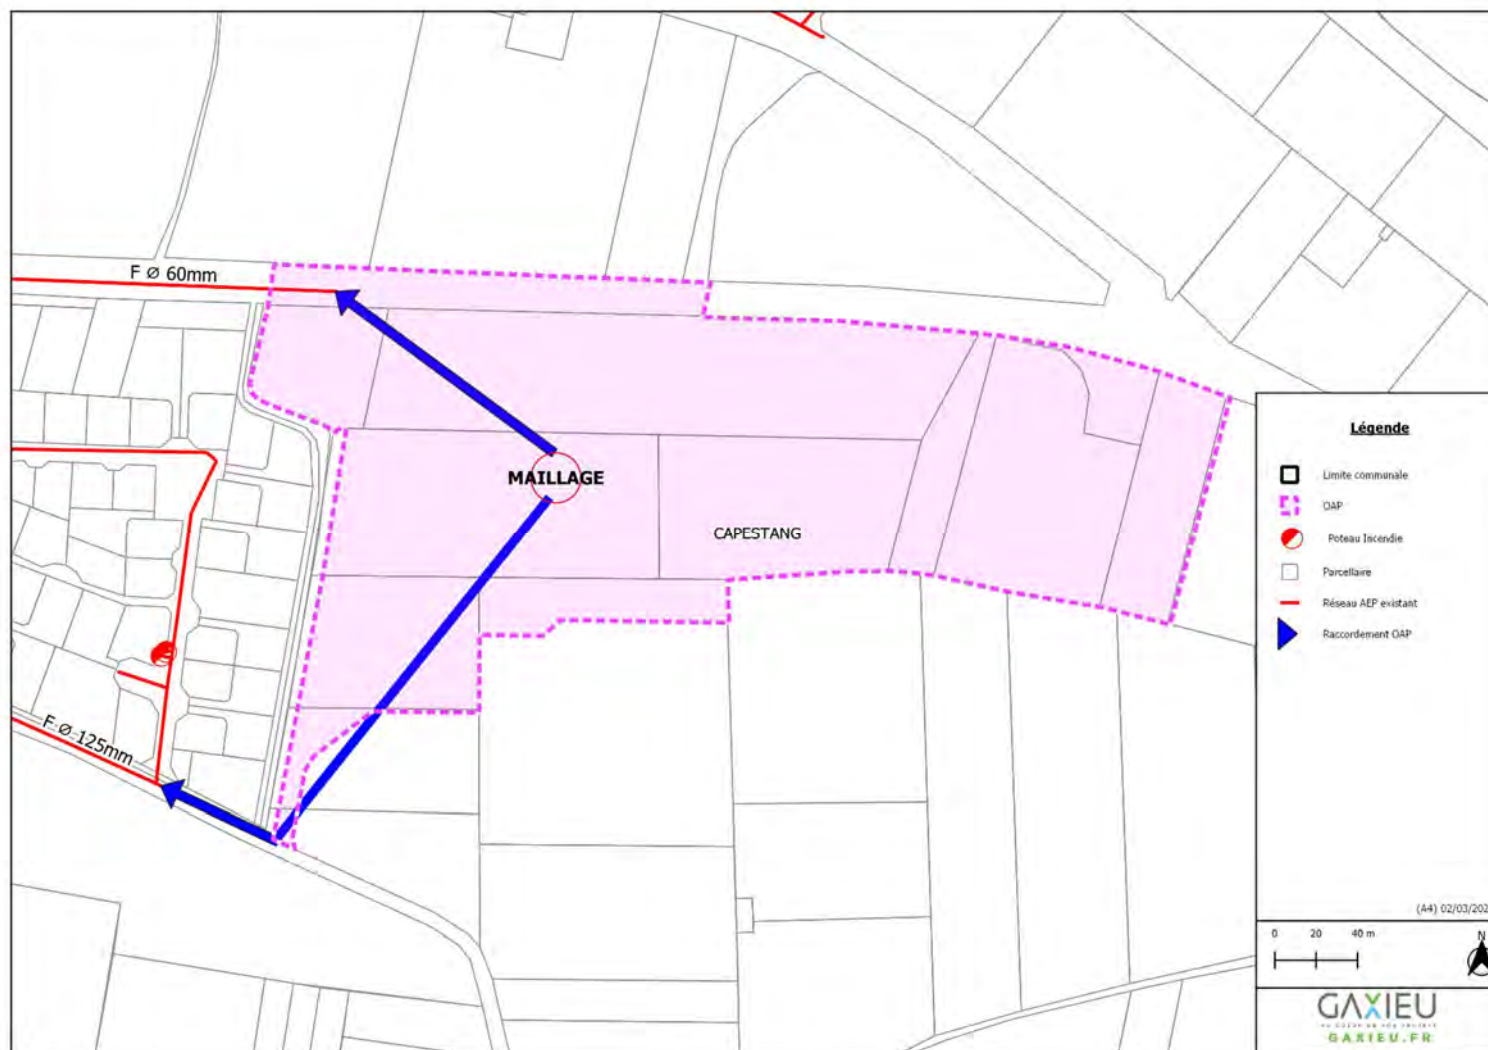 F Ø 60mm
MAILLAGE
CAPESTANG
F Ø 125mm
Légende
Limite communale
OAP
Poteau Incendie
Parcellaire
Réseau AEP existant
Raccordement OAP
(A4) 02/03/202
0 20 40 m
N
GAXIEU
GAXIEU.FR